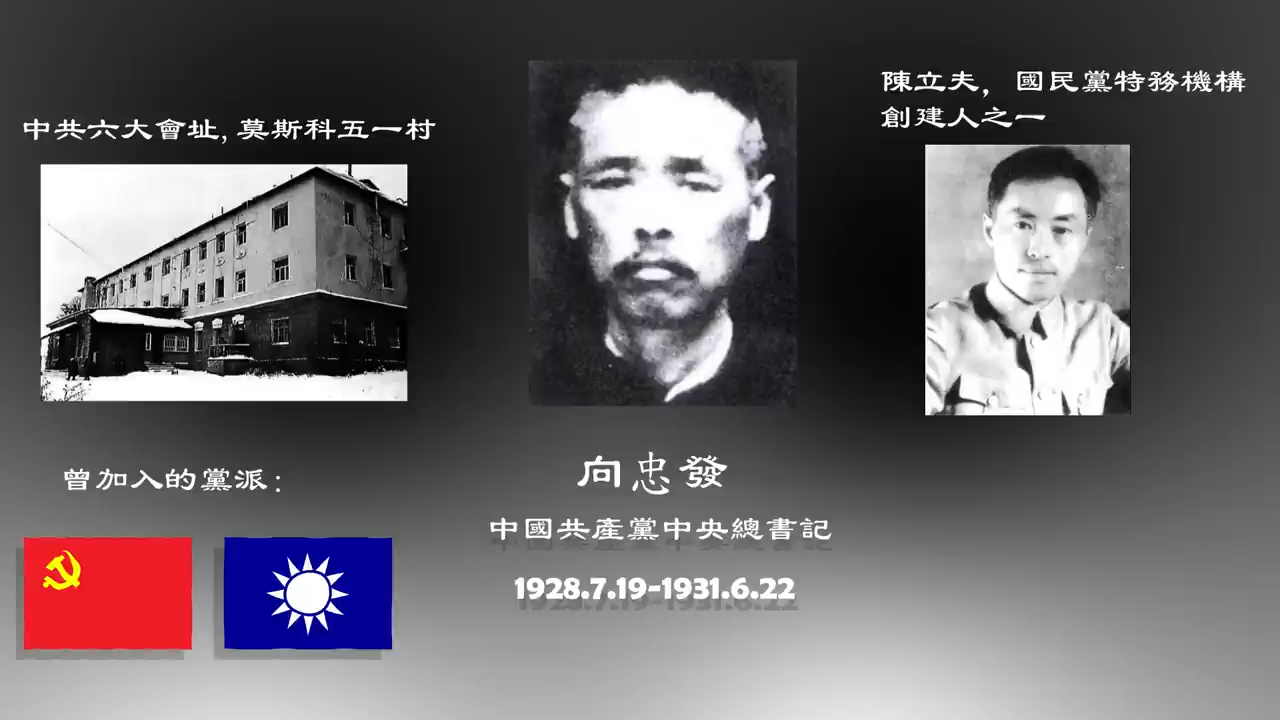 中共六大會址, 莫斯科五一村
陳立夫，國民黨特務機構
創建人之一
曾加入的黨派：
向忠發
中國共產黨中央總書記
1928.7.19-1931.6.22